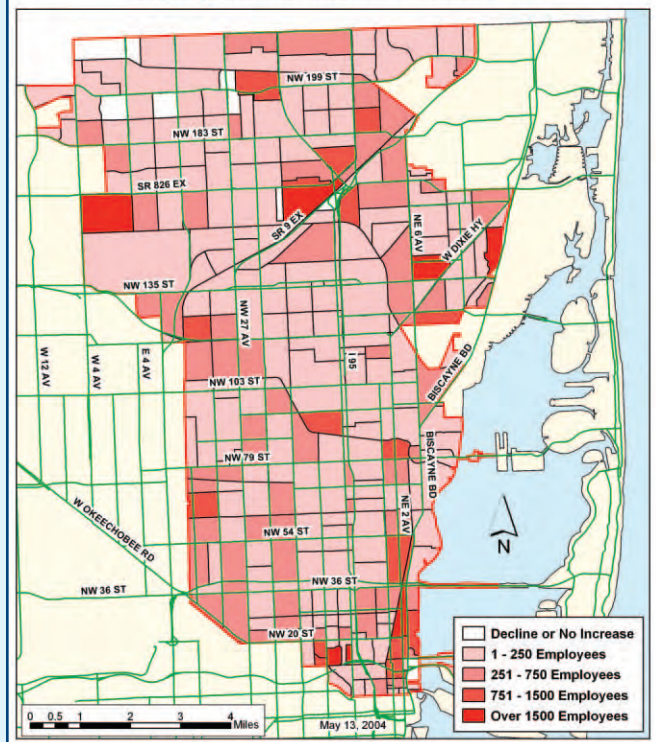 NW 199 ST
NW 183 ST
SR 826 EX
SR 9 EX
NE 6 AV
W DIXIE HY
NW 135 ST
NW 27 AV
I 95
W 12 AV
W 4 AV
E 4 AV
NW 103 ST
BISCAYNE BD
BISCAYNE BD
NW 79 ST
NE 2 AV
W OKEECHOBEE RD
NW 54 ST
N
NW 36 ST
NW 36 ST
NW 20 ST
Decline or No Increase
1 - 250 Employees
251 - 750 Employees
751 - 1500 Employees
Over 1500 Employees
0 0.5 1 2 3 4
Miles
May 13, 2004